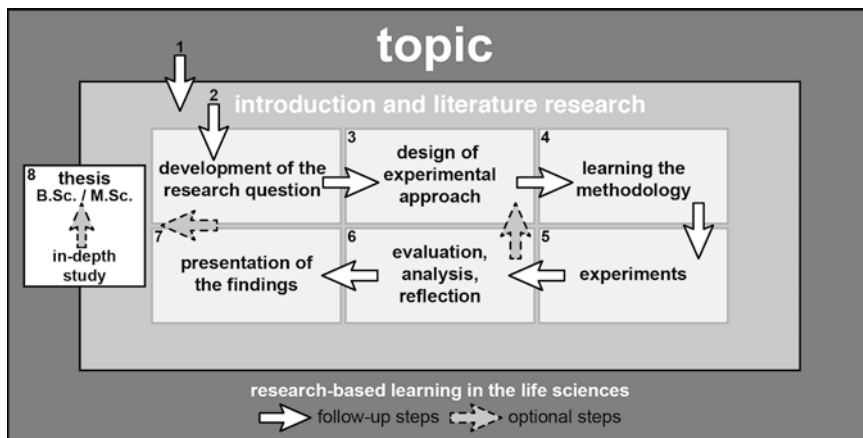 topic
1
introduction and literature research
2
development of the
research question
3
design of
experimental
approach
4
learning the
methodology
8
thesis
B.Sc. / M.Sc.
in-depth
study
7
presentation of
the findings
6
evaluation,
analysis,
reflection
5
experiments
research-based learning in the life sciences
follow-up steps
optional steps